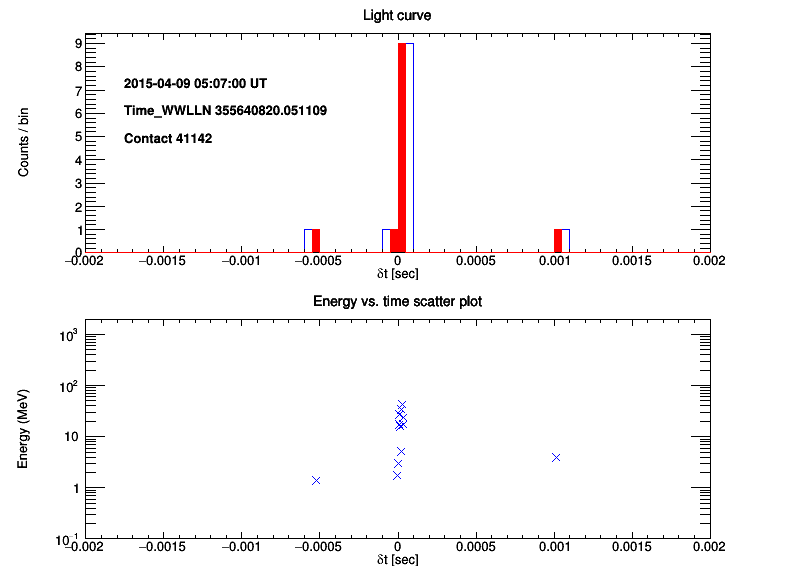 Light curve
Counts / bin
9
8
7
6
5
4
3
2
1
0
2015-04-09 05:07:00 UT
Time_WWLLN 355640820.051109
Contact 41142
−0.002 −0.0015 −0.001 −0.0005 0 0.0005 0.001 0.0015 0.002
δt [sec]
Energy vs. time scatter plot
Energy (MeV)
10³
10²
10
1
10⁻¹
−0.002 −0.0015 −0.001 −0.0005 0 0.0005 0.001 0.0015 0.002
δt [sec]